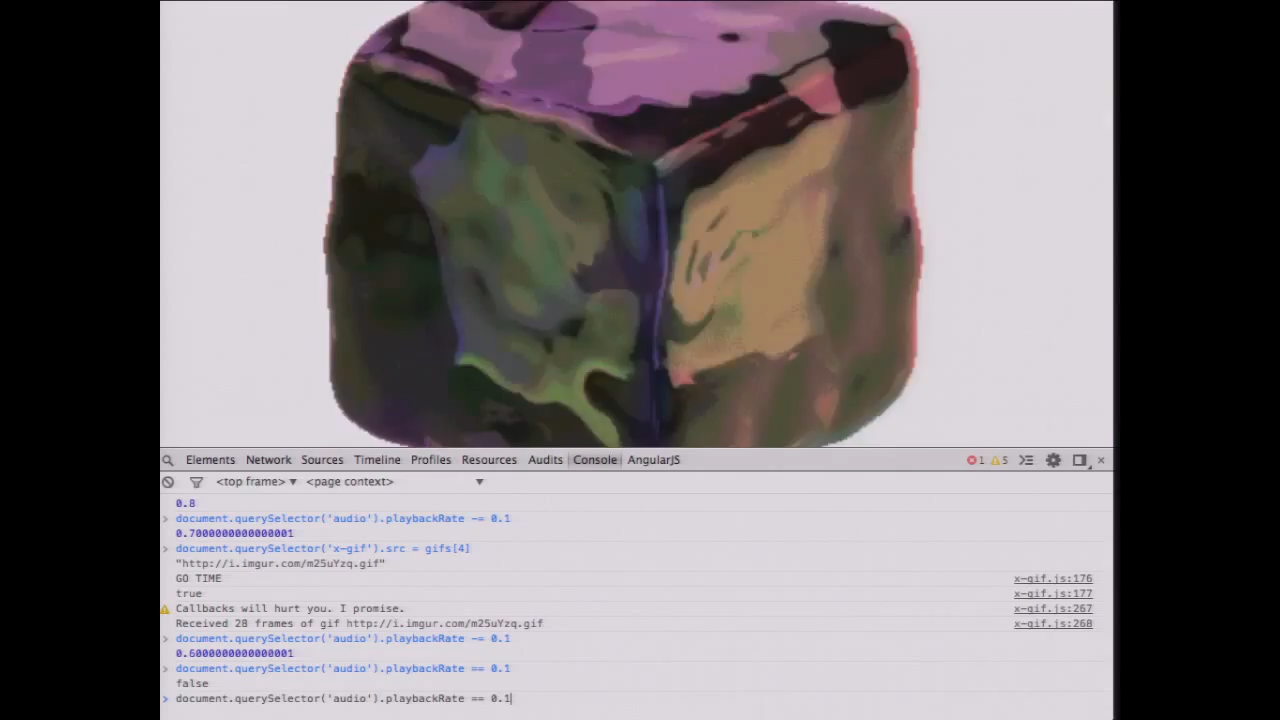 Elements Network Sources Timeline Profiles Resources Audits Console AngularJS 1 5 ×
<top frame> ▼ <page context> ▼
0.8
> document.querySelector('audio').playbackRate -= 0.1
0.7000000000000001
> document.querySelector('x-gif').src = gifs[4]
"http://i.imgur.com/m25uYzq.gif"
GO TIME x-gif.js:176
true x-gif.js:177
Callbacks will hurt you. I promise. x-gif.js:267
Received 28 frames of gif http://i.imgur.com/m25uYzq.gif x-gif.js:268
> document.querySelector('audio').playbackRate -= 0.1
0.6000000000000001
> document.querySelector('audio').playbackRate == 0.1
false
> document.querySelector('audio').playbackRate == 0.1